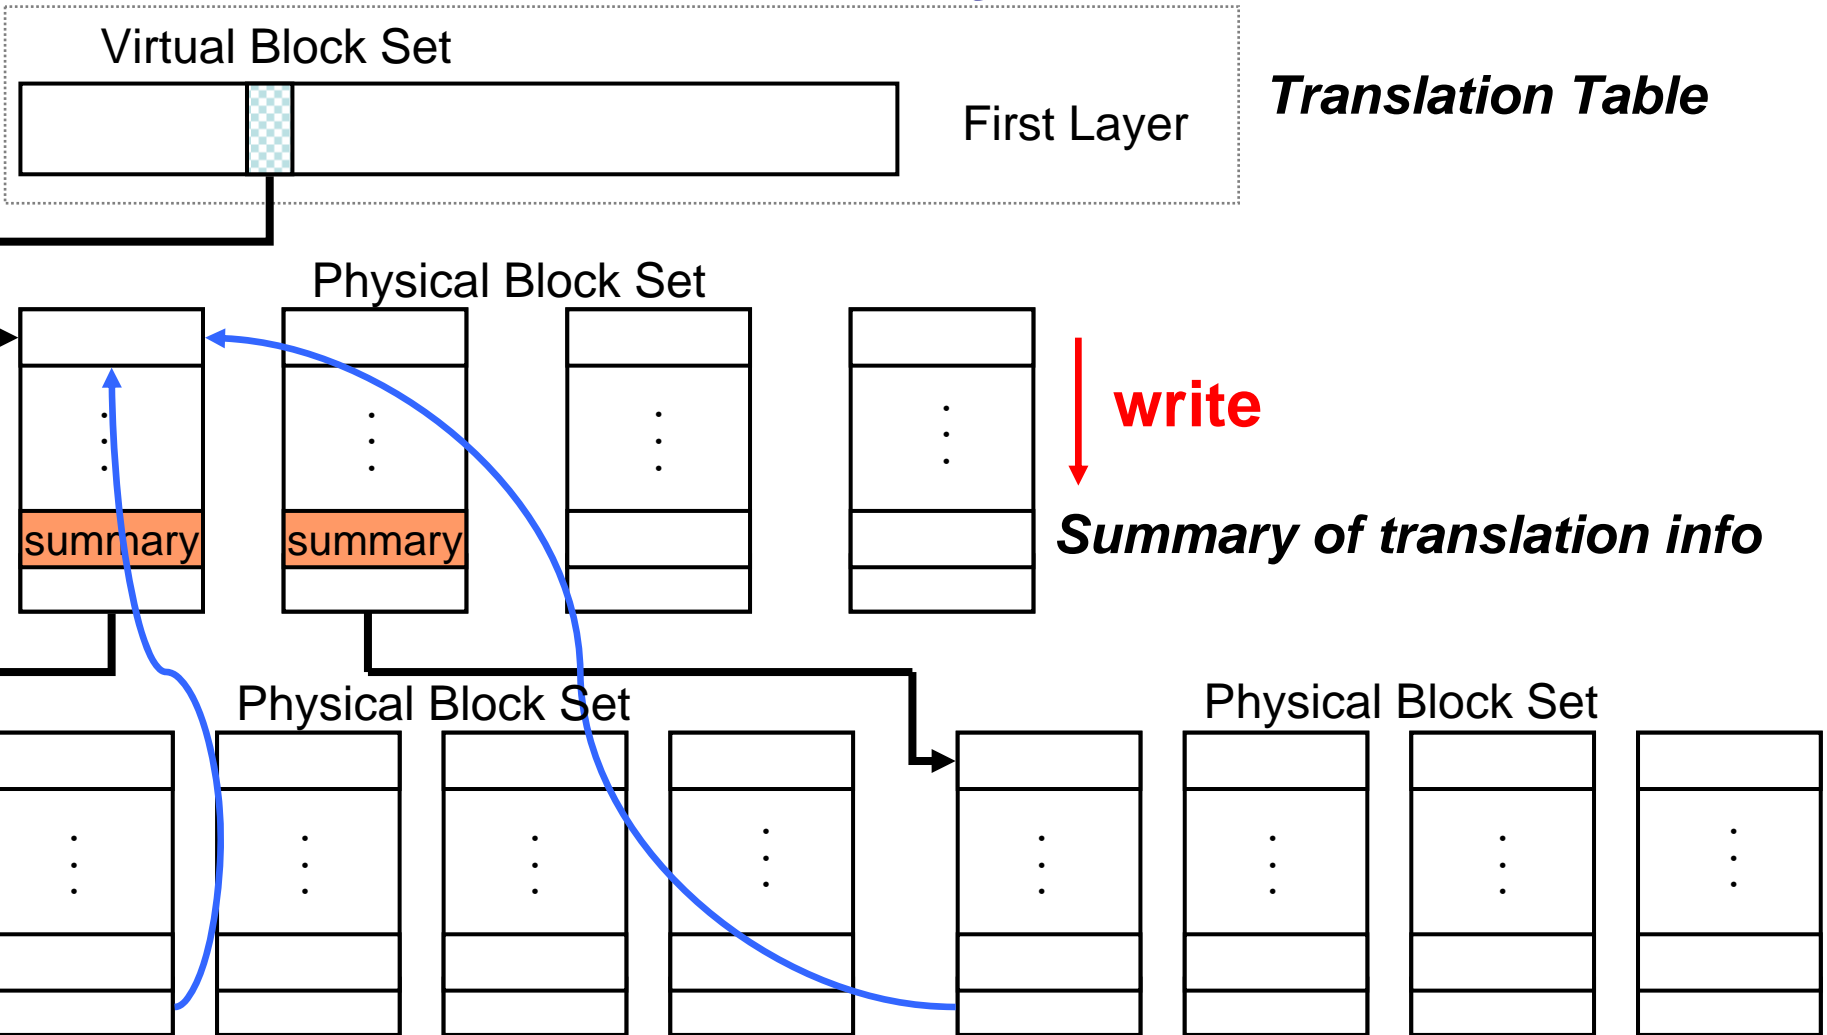 Virtual Block Set
First Layer
Translation Table
Physical Block Set
write
summary
summary
Summary of translation info
Physical Block Set
Physical Block Set